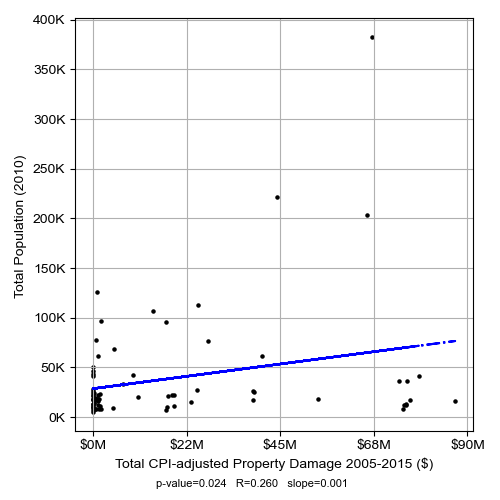 400K
350K
300K
250K
200K
150K
100K
50K
0K
Total Population (2010)
$0M $22M $45M $68M $90M
Total CPI-adjusted Property Damage 2005-2015 ($)
p-value=0.024 R=0.260 slope=0.001